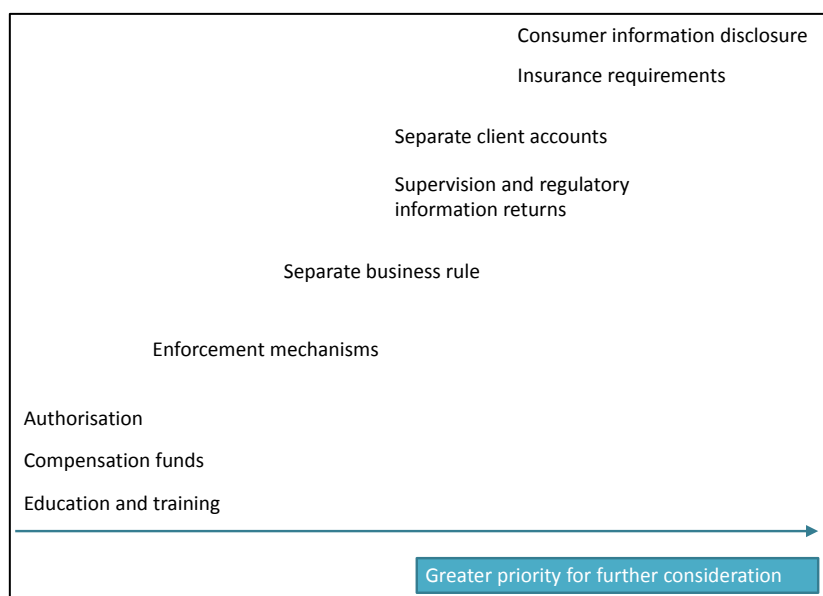 Consumer information disclosure
Insurance requirements
Separate client accounts
Supervision and regulatory
information returns
Separate business rule
Enforcement mechanisms
Authorisation
Compensation funds
Education and training
Greater priority for further consideration